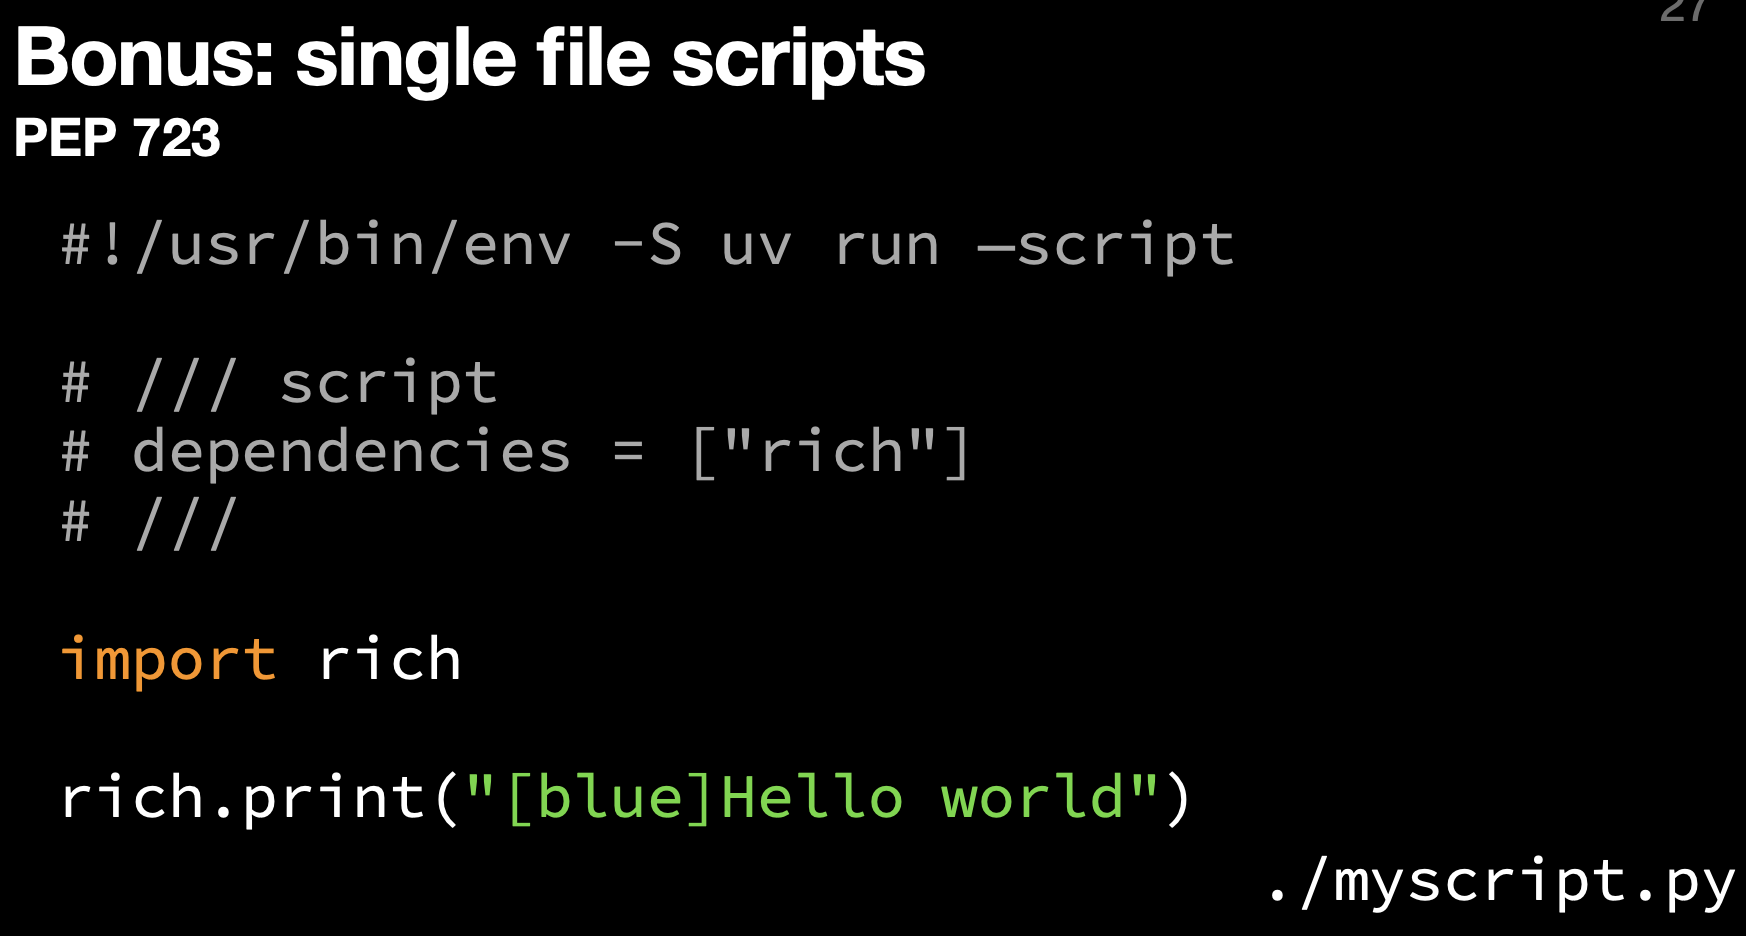 27
Bonus: single file scripts
PEP 723
#!/usr/bin/env -S uv run —script
# /// script
# dependencies = ["rich"]
# ///
import rich
rich.print("[blue]Hello world")
./myscript.py